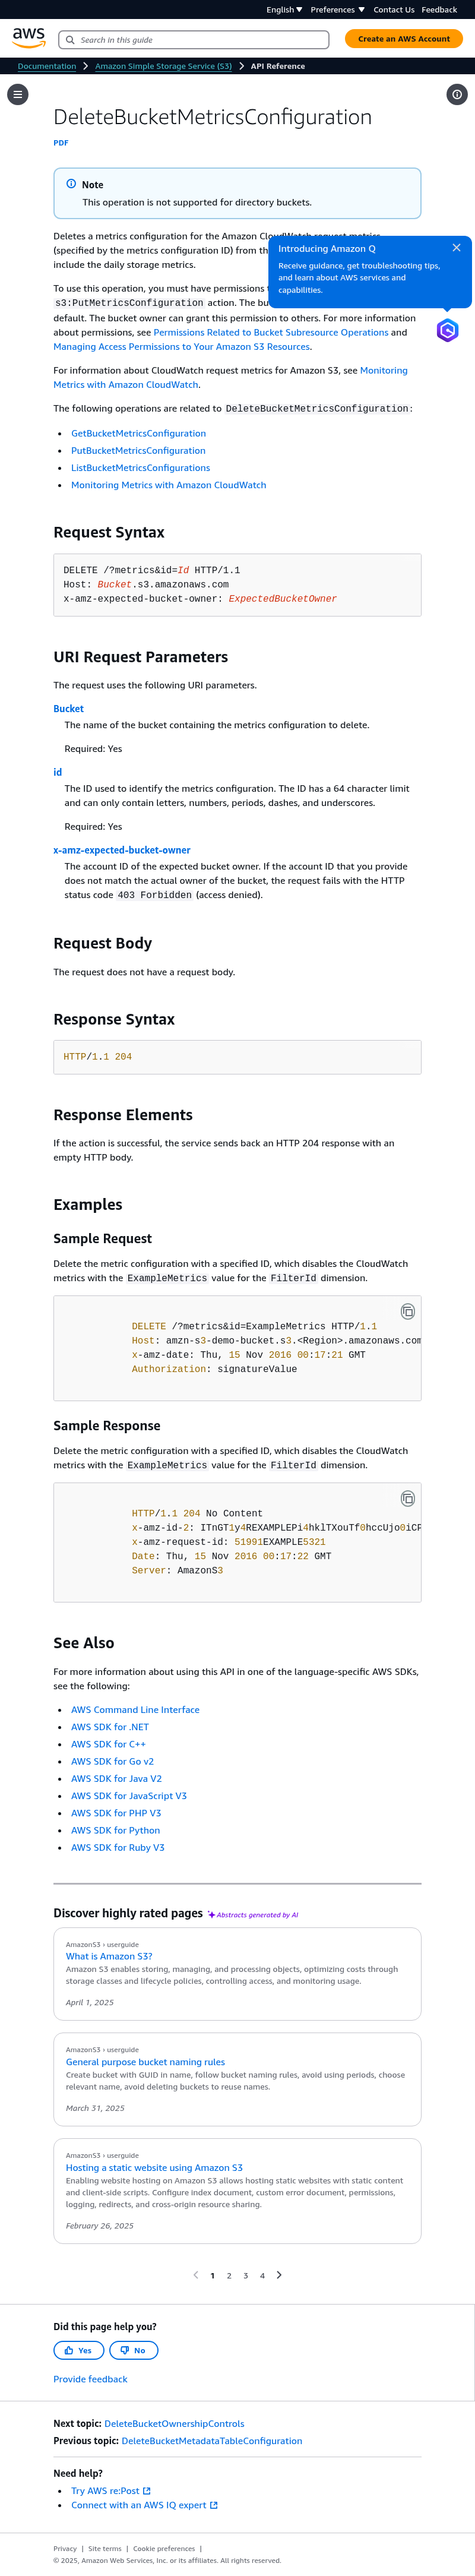 English Preferences Contact Us Feedback
aws Search in this guide Create an AWS Account
Documentation Amazon Simple Storage Service (S3) API Reference
DeleteBucketMetricsConfiguration
PDF
Note
This operation is not supported for directory buckets.
Deletes a metrics configuration for the Amazon CloudWatch request metrics
(specified by the metrics configuration ID) from th
include the daily storage metrics.
To use this operation, you must have permissions t
s3:PutMetricsConfiguration action. The bu
default. The bucket owner can grant this permission to others. For more information
about permissions, see Permissions Related to Bucket Subresource Operations and
Managing Access Permissions to Your Amazon S3 Resources.
Introducing Amazon Q
Receive guidance, get troubleshooting tips,
and learn about AWS services and
capabilities.
For information about CloudWatch request metrics for Amazon S3, see Monitoring
Metrics with Amazon CloudWatch.
The following operations are related to DeleteBucketMetricsConfiguration:
• GetBucketMetricsConfiguration
• PutBucketMetricsConfiguration
• ListBucketMetricsConfigurations
• Monitoring Metrics with Amazon CloudWatch
Request Syntax
DELETE /?metrics&id=Id HTTP/1.1
Host: Bucket.s3.amazonaws.com
x-amz-expected-bucket-owner: ExpectedBucketOwner
URI Request Parameters
The request uses the following URI parameters.
Bucket
The name of the bucket containing the metrics configuration to delete.
Required: Yes
id
The ID used to identify the metrics configuration. The ID has a 64 character limit
and can only contain letters, numbers, periods, dashes, and underscores.
Required: Yes
x-amz-expected-bucket-owner
The account ID of the expected bucket owner. If the account ID that you provide
does not match the actual owner of the bucket, the request fails with the HTTP
status code 403 Forbidden (access denied).
Request Body
The request does not have a request body.
Response Syntax
HTTP/1.1 204
Response Elements
If the action is successful, the service sends back an HTTP 204 response with an
empty HTTP body.
Examples
Sample Request
Delete the metric configuration with a specified ID, which disables the CloudWatch
metrics with the ExampleMetrics value for the FilterId dimension.
DELETE /?metrics&id=ExampleMetrics HTTP/1.1
Host: amzn-s3-demo-bucket.s3.<Region>.amazonaws.com
x-amz-date: Thu, 15 Nov 2016 00:17:21 GMT
Authorization: signatureValue
Sample Response
Delete the metric configuration with a specified ID, which disables the CloudWatch
metrics with the ExampleMetrics value for the FilterId dimension.
HTTP/1.1 204 No Content
x-amz-id-2: ITnGT1y4REXAMPLEPi4hklTXouTf0hccUjo0iCP
x-amz-request-id: 51991EXAMPLE5321
Date: Thu, 15 Nov 2016 00:17:22 GMT
Server: AmazonS3
See Also
For more information about using this API in one of the language-specific AWS SDKs,
see the following:
• AWS Command Line Interface
• AWS SDK for .NET
• AWS SDK for C++
• AWS SDK for Go v2
• AWS SDK for Java V2
• AWS SDK for JavaScript V3
• AWS SDK for PHP V3
• AWS SDK for Python
• AWS SDK for Ruby V3
Discover highly rated pages Abstracts generated by AI
AmazonS3 › userguide
What is Amazon S3?
Amazon S3 enables storing, managing, and processing objects, optimizing costs through
storage classes and lifecycle policies, controlling access, and monitoring usage.
April 1, 2025
AmazonS3 › userguide
General purpose bucket naming rules
Create bucket with GUID in name, follow bucket naming rules, avoid using periods, choose
relevant name, avoid deleting buckets to reuse names.
March 31, 2025
AmazonS3 › userguide
Hosting a static website using Amazon S3
Enabling website hosting on Amazon S3 allows hosting static websites with static content
and client-side scripts. Configure index document, custom error document, permissions,
logging, redirects, and cross-origin resource sharing.
February 26, 2025
1 2 3 4
Did this page help you?
Yes No
Provide feedback
Next topic: DeleteBucketOwnershipControls
Previous topic: DeleteBucketMetadataTableConfiguration
Need help?
• Try AWS re:Post
• Connect with an AWS IQ expert
Privacy | Site terms | Cookie preferences |
© 2025, Amazon Web Services, Inc. or its affiliates. All rights reserved.